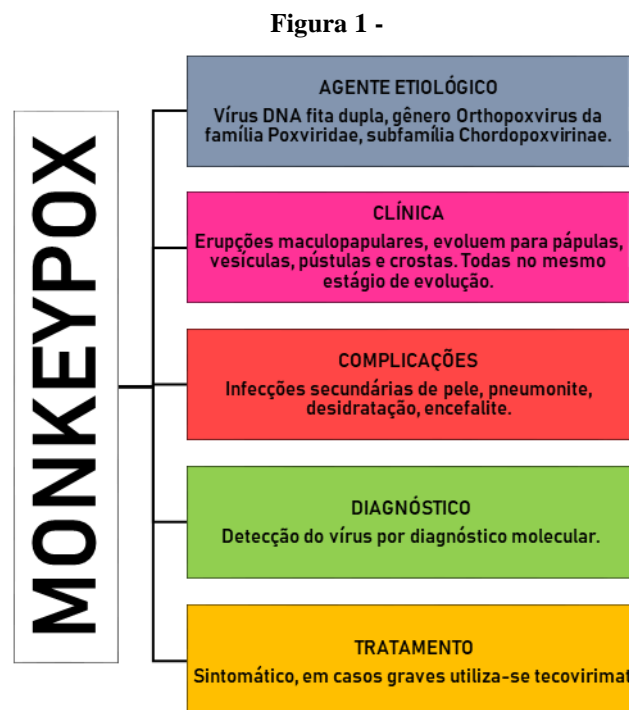 Figura 1 -
MONKEYPOX
AGENTE ETIOLÓGICO
Vírus DNA fita dupla, gênero Orthopoxvirus da
família Poxviridae, subfamília Chordopoxvirinae.
CLÍNICA
Erupções maculopapulares, evoluem para pápulas,
vesículas, pústulas e crostas. Todas no mesmo
estágio de evolução.
COMPLICAÇÕES
Infecções secundárias de pele, pneumonite,
desidratação, encefalite.
DIAGNÓSTICO
Detecção do vírus por diagnóstico molecular.
TRATAMENTO
Sintomático, em casos graves utiliza-se tecovirimat